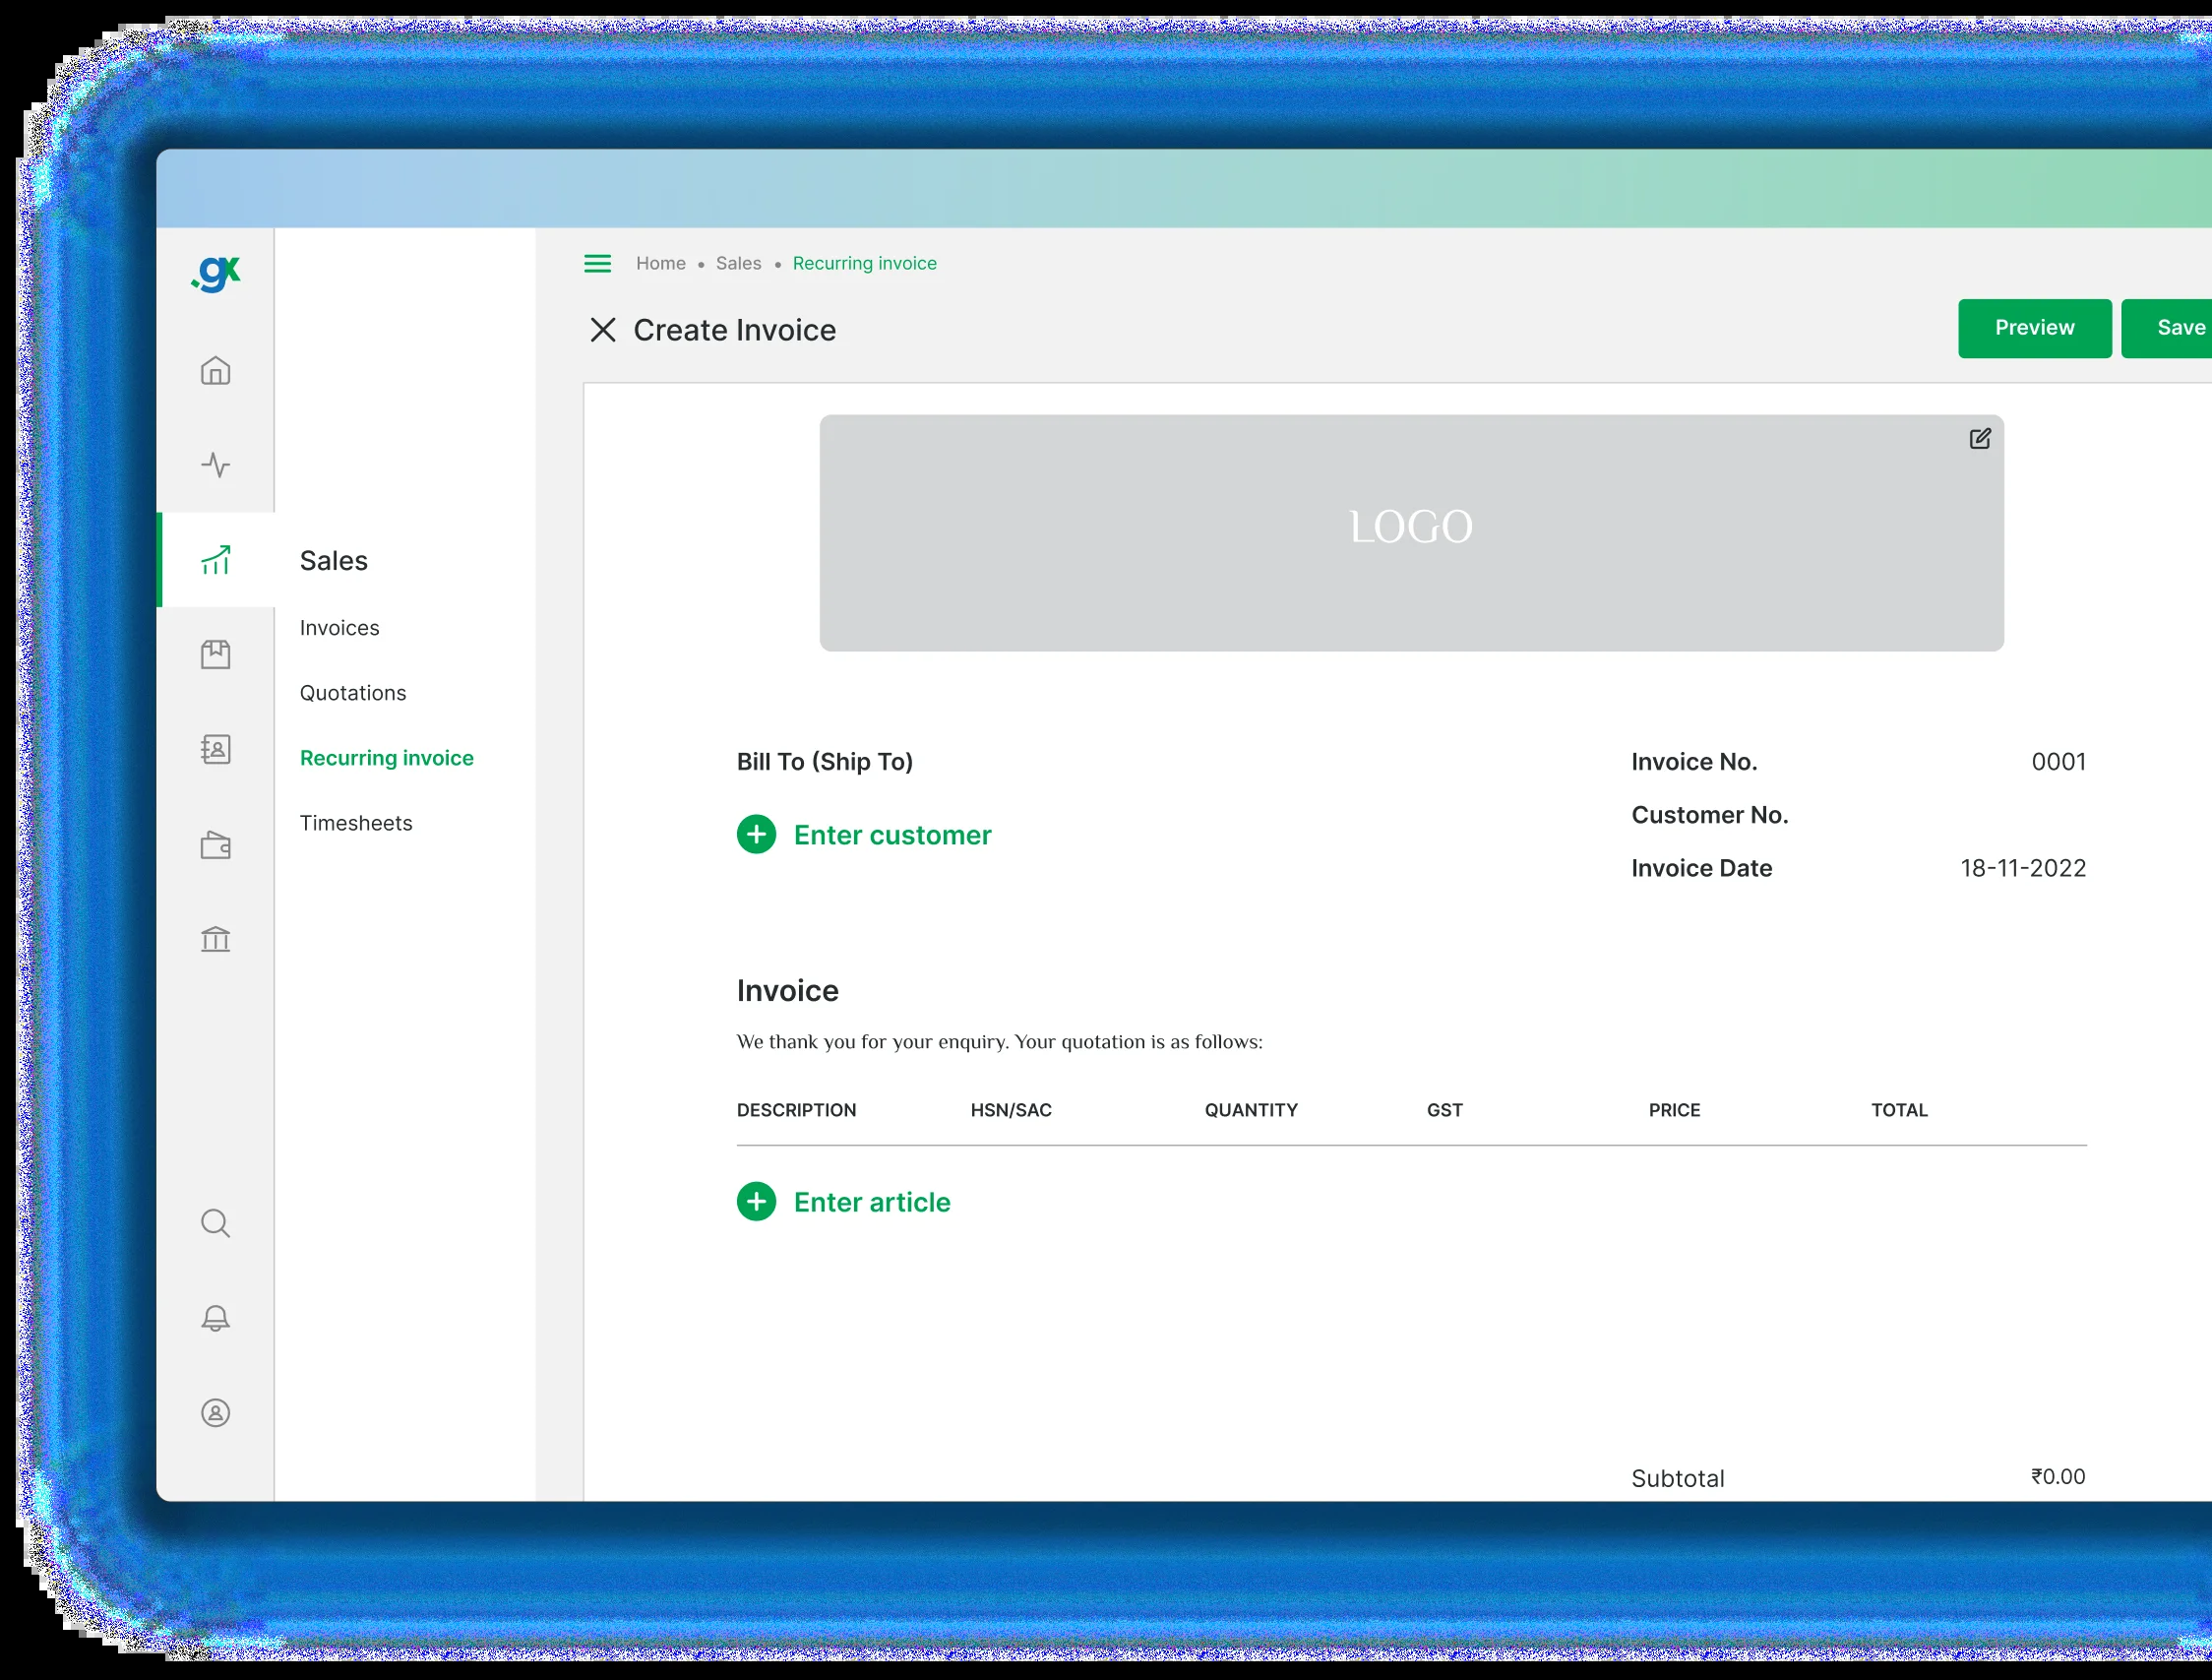 .gx
Home • Sales • Recurring invoice
Create Invoice
Preview
Save
LOGO
Sales
Invoices
Quotations
Recurring invoice
Timesheets
Bill To (Ship To)
Enter customer
Invoice No. 0001
Customer No.
Invoice Date 18-11-2022
Invoice
We thank you for your enquiry. Your quotation is as follows:
DESCRIPTION HSN/SAC QUANTITY GST PRICE TOTAL
Enter article
Subtotal ₹0.00